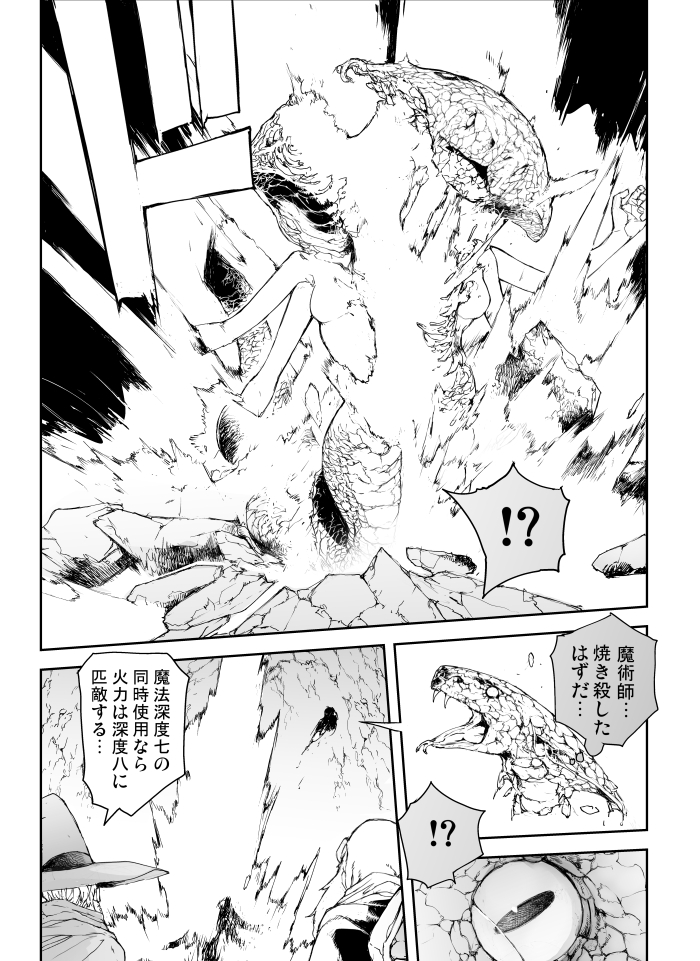 !?
魔術師…
焼き殺した
はずだ…
!?
魔法深度七の
同時使用なら
火力は深度八に
匹敵する…